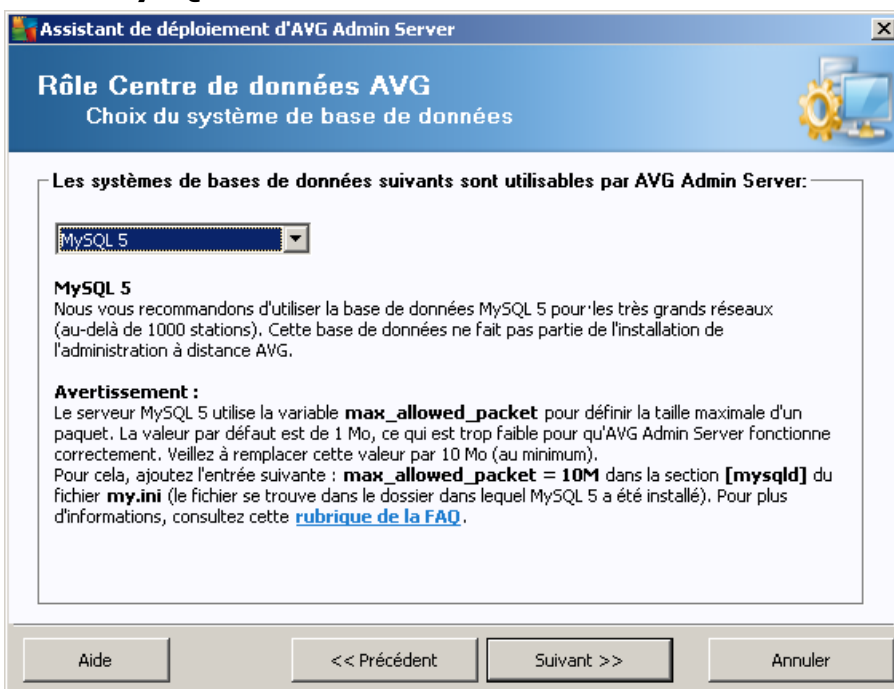 Assistant de déploiement d'AVG Admin Server
Rôle Centre de données AVG
Choix du système de base de données
Les systèmes de bases de données suivants sont utilisables par AVG Admin Server:
MySQL 5
MySQL 5
Nous vous recommandons d'utiliser la base de données MySQL 5 pour·les très grands réseaux
(au-delà de 1000 stations). Cette base de données ne fait pas partie de l'installation de
l'administration à distance AVG.
Avertissement :
Le serveur MySQL 5 utilise la variable max_allowed_packet pour définir la taille maximale d'un
paquet. La valeur par défaut est de 1 Mo, ce qui est trop faible pour qu'AVG Admin Server fonctionne
correctement. Veillez à remplacer cette valeur par 10 Mo (au minimum).
Pour cela, ajoutez l'entrée suivante : max_allowed_packet = 10M dans la section [mysqld] du
fichier my.ini (le fichier se trouve dans le dossier dans lequel MySQL 5 a été installé). Pour plus
d'informations, consultez cette rubrique de la FAQ.
Aide
<< Précédent
Suivant >>
Annuler